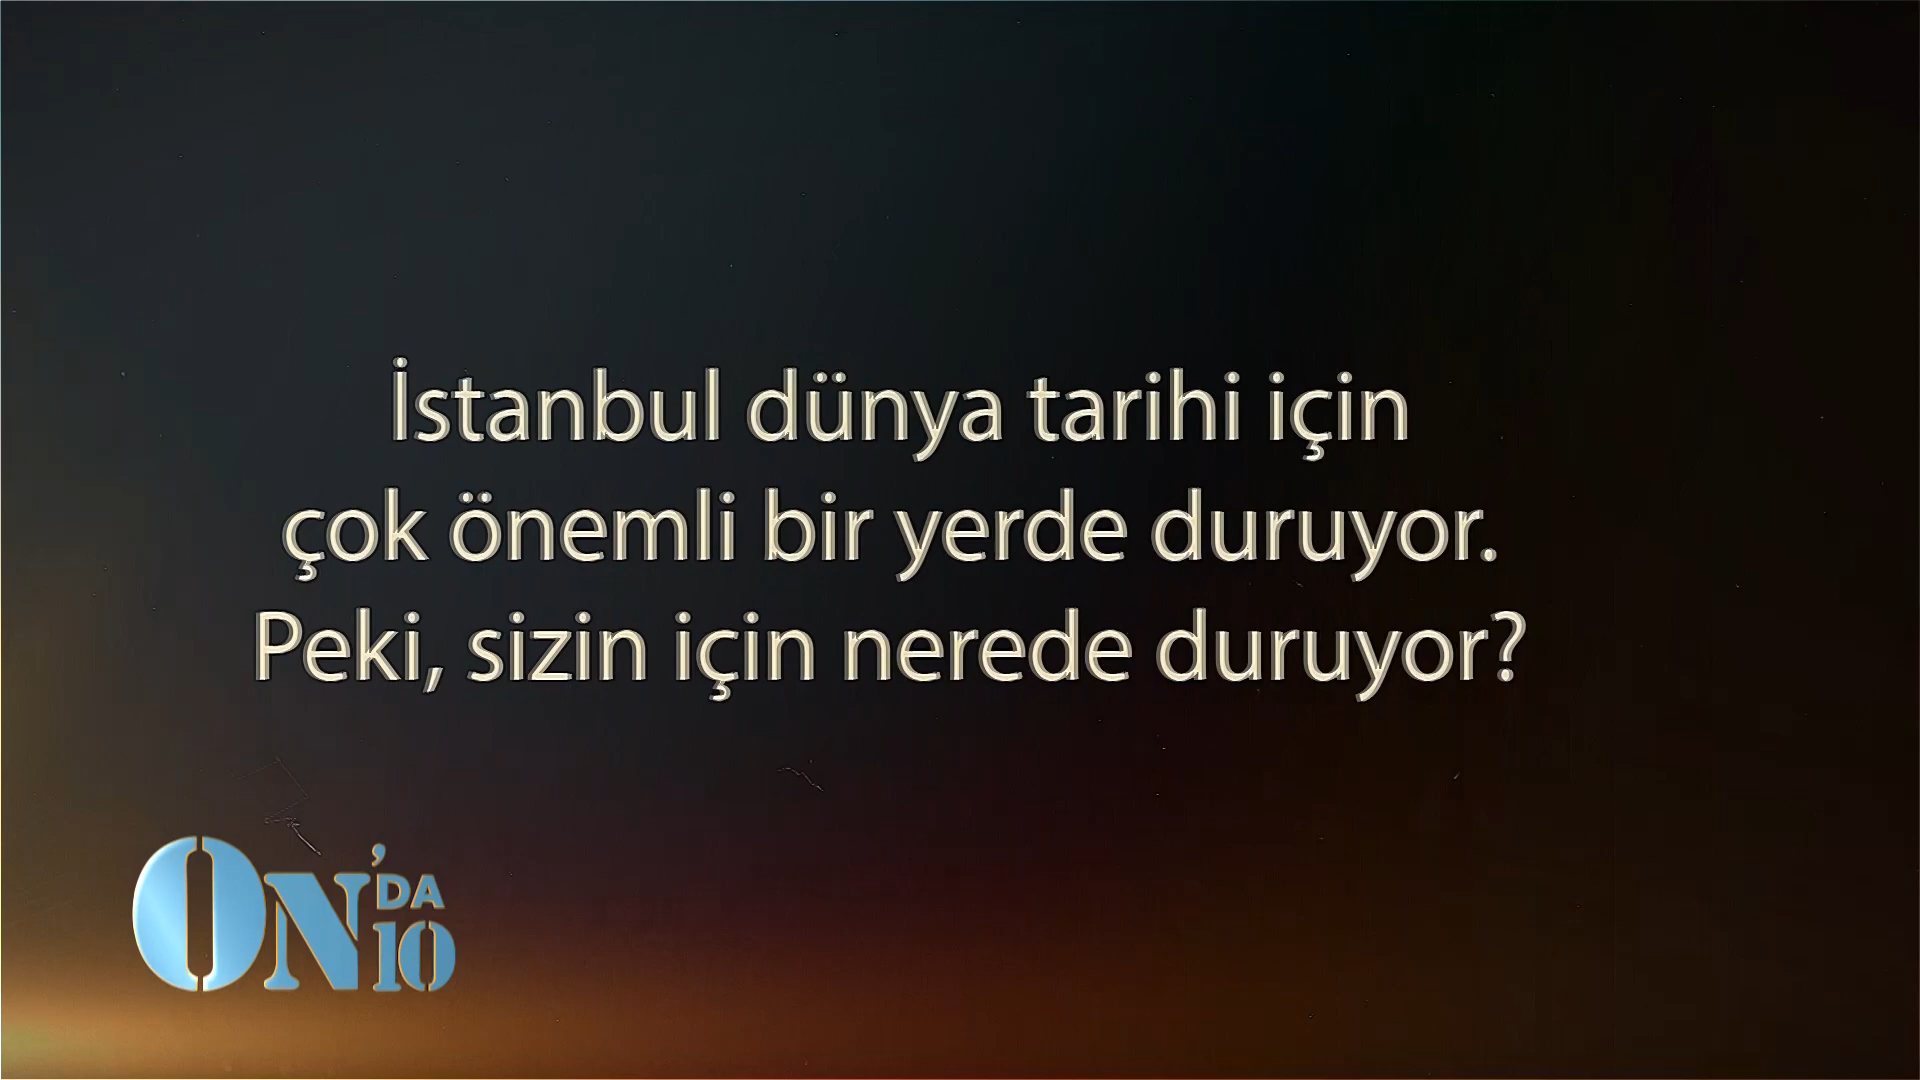 İstanbul dünya tarihi için
çok önemli bir yerde duruyor.
Peki, sizin için nerede duruyor?
ON'DA
10